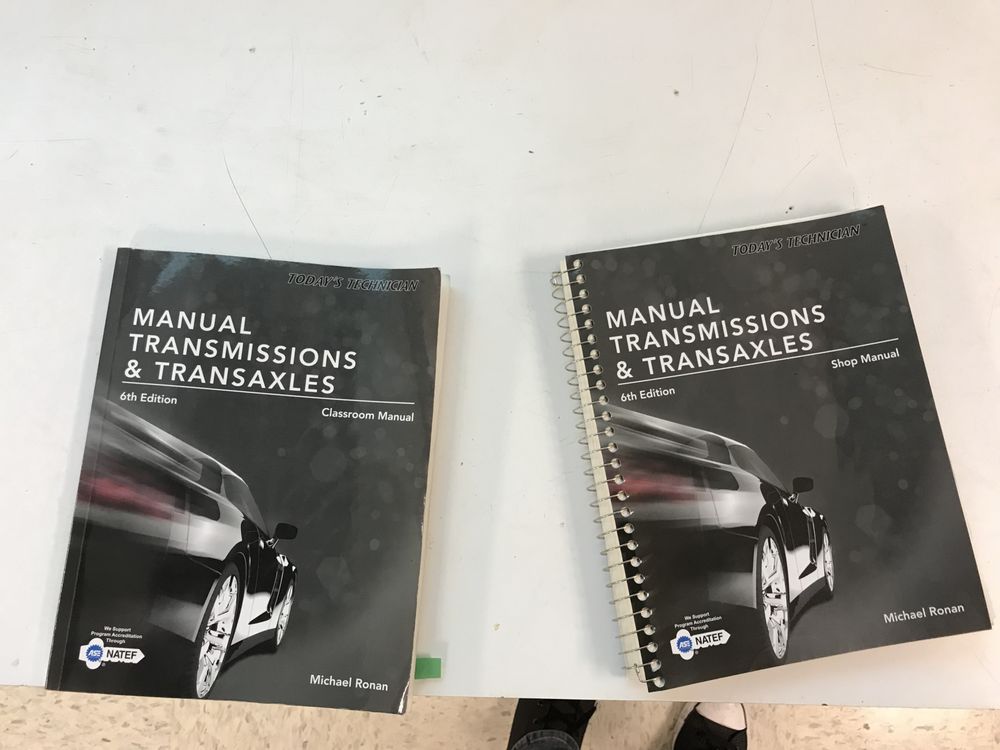 TODAY'S TECHNICIAN
MANUAL
TRANSMISSIONS
& TRANSAXLES
6th Edition
Classroom Manual
We Support
Program Accreditation
Through
ASE NATEF
Michael Ronan
TODAY'S TECHNICIAN
MANUAL
TRANSMISSIONS
& TRANSAXLES
6th Edition
Shop Manual
We Support
Program Accreditation
Through
ASE NATEF
Michael Ronan